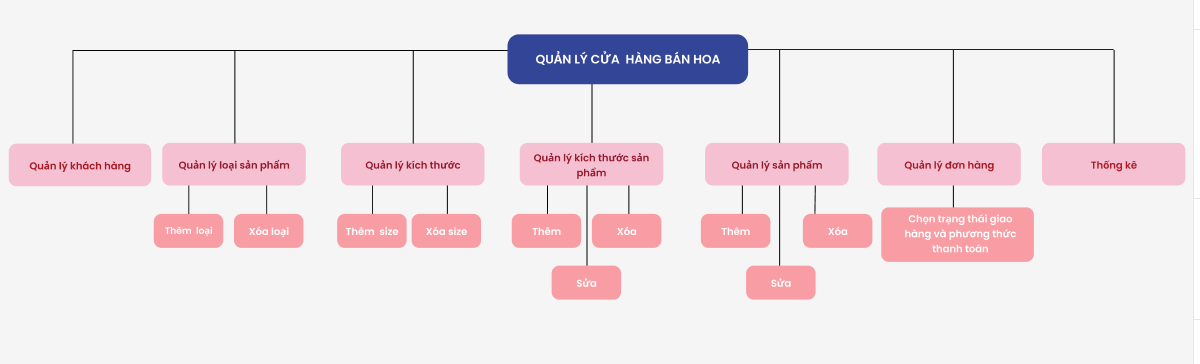 QUẢN LÝ CỬA HÀNG BÁN HOA
Quản lý khách hàng
Quản lý loại sản phẩm
Quản lý kích thước
Quản lý kích thước sản
phẩm
Quản lý sản phẩm
Quản lý đơn hàng
Thống kê
Thêm loại
Xóa loại
Thêm size
Xóa size
Thêm
Xóa
Thêm
Xóa
Chọn trạng thái giao
hàng và phương thức
thanh toán
Sửa
Sửa